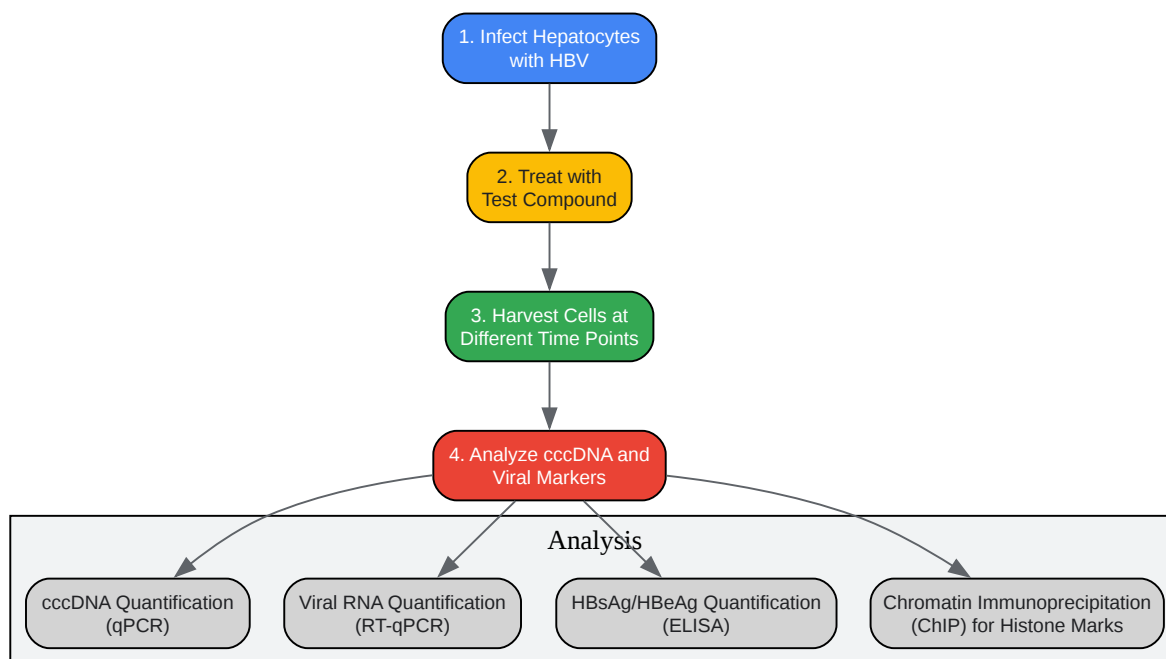 1. Infect Hepatocytes
with HBV
2. Treat with
Test Compound
3. Harvest Cells at
Different Time Points
4. Analyze cccDNA and
Viral Markers
Analysis
cccDNA Quantification
(qPCR)
Viral RNA Quantification
(RT-qPCR)
HBsAg/HBeAg Quantification
(ELISA)
Chromatin Immunoprecipitation
(ChIP) for Histone Marks